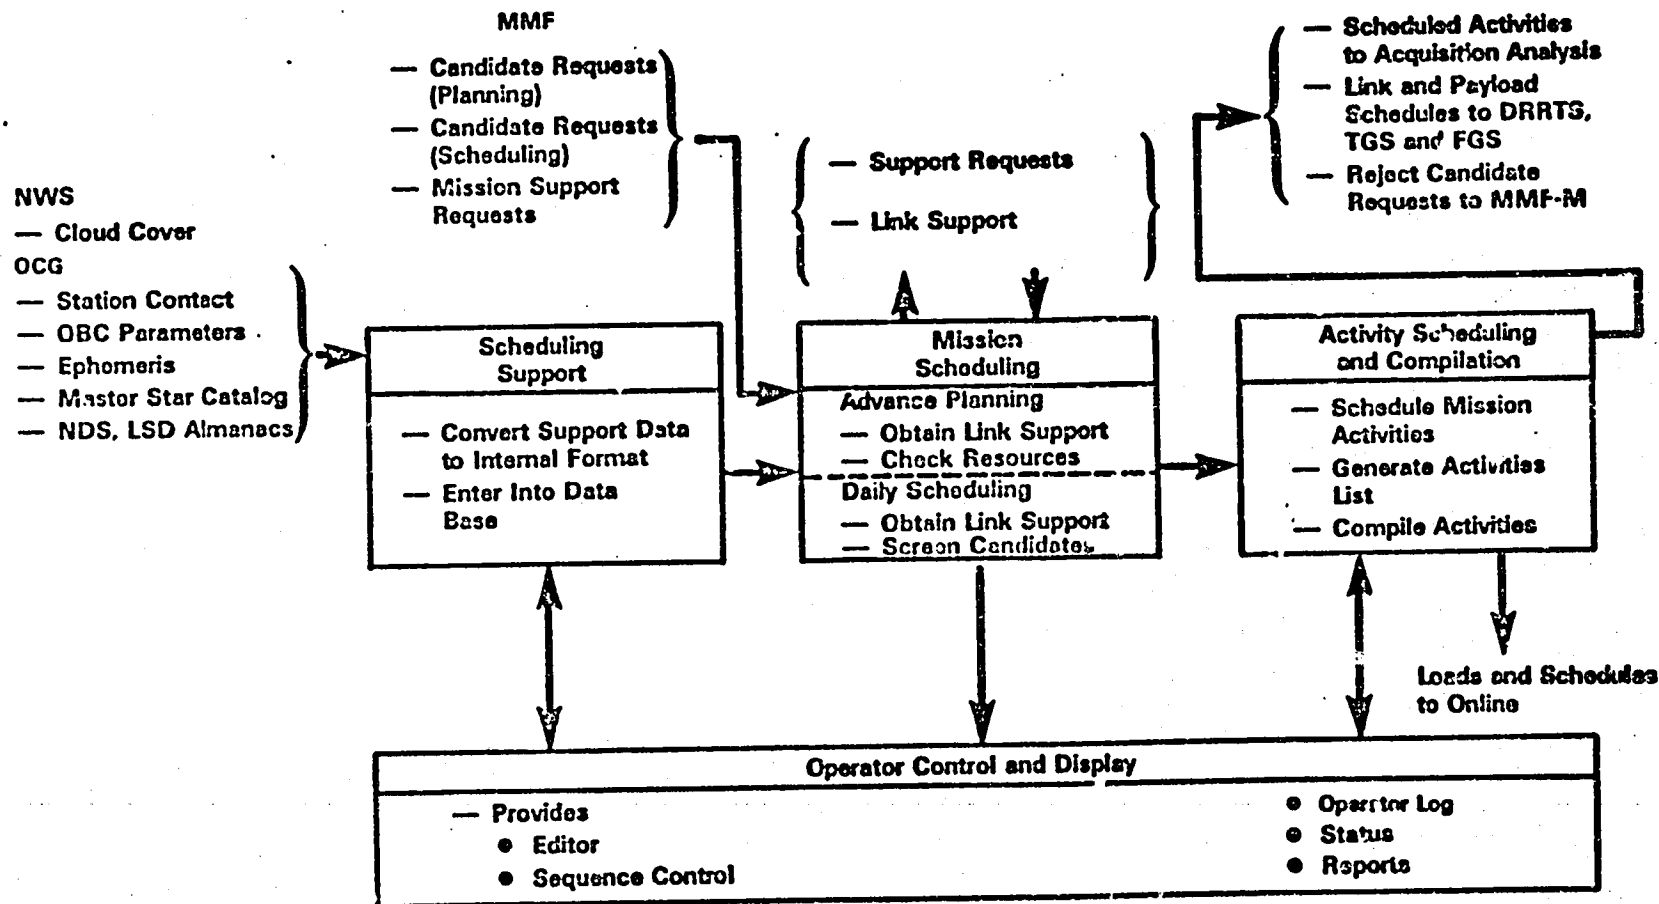 MMF
— Candidate Requests
(Planning)
— Candidate Requests
(Scheduling)
— Mission Support
Requests
NWS
— Cloud Cover
OCG
— Station Contact
— OBC Parameters
— Ephemeris
— Master Star Catalog
— NDS, LSD Almanacs
— Support Requests
— Link Support
— Scheduled Activities
to Acquisition Analysis
— Link and Payload
Schedules to DRRTS,
TGS and FGS
— Reject Candidate
Requests to MMF-M
Scheduling
Support
— Convert Support Data
to Internal Format
— Enter Into Data
Base
Mission
Scheduling
Advance Planning
— Obtain Link Support
— Check Resources
Daily Scheduling
— Obtain Link Support
— Screen Candidates
Activity Scheduling
and Compilation
— Schedule Mission
Activities
— Generate Activities
List
— Compile Activities
Loads and Schedules
to Online
Operator Control and Display
— Provides
● Editor
● Sequence Control
● Operator Log
● Status
● Reports